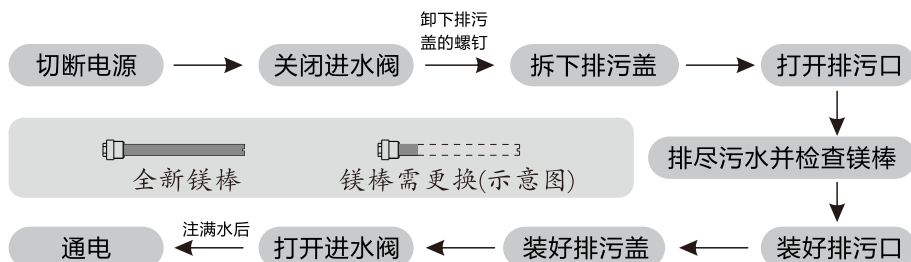 切断电源
关闭进水阀
卸下排污
盖的螺钉
拆下排污盖
打开排污口
排尽污水并检查镁棒
全新镁棒
镁棒需更换(示意图)
装好排污口
装好排污盖
打开进水阀
注满水后
通电